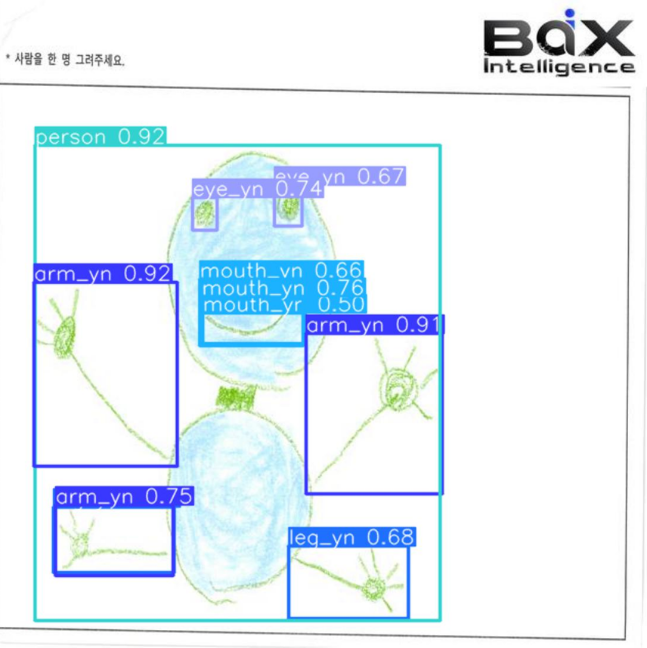 BaiX
Intelligence
* 사람을 한 명 그려주세요.
person 0.92
eye_yn 0.67
eye_yn 0.74
arm_yn 0.92
mouth_yn 0.66
mouth_yn 0.76
mouth_yr 0.50
arm_yn 0.91
arm_yn 0.75
leg_yn 0.68